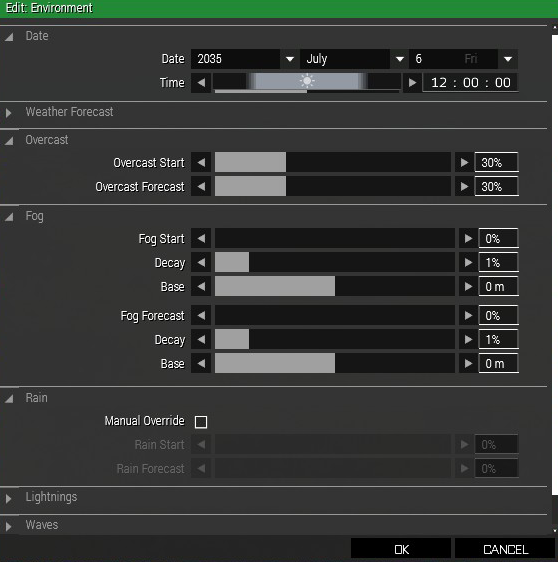 Edit: Environment
Date
Date 2035 July 6 Fri
Time 12 : 00 : 00
Weather Forecast
Overcast
Overcast Start 30%
Overcast Forecast 30%
Fog
Fog Start 0%
Decay 1%
Base 0 m
Fog Forecast 0%
Decay 1%
Base 0 m
Rain
Manual Override
Rain Start 0%
Rain Forecast 0%
Lightnings
Waves
OK CANCEL